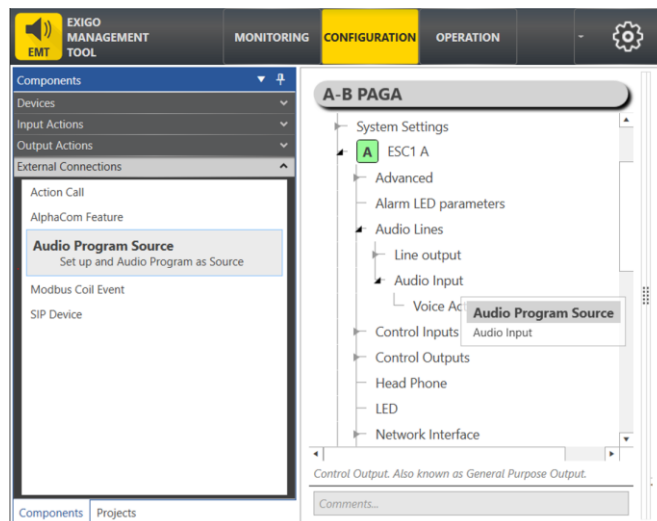 EXIGO
MANAGEMENT
TOOL
EMT
MONITORING
CONFIGURATION
OPERATION
-
Components
Devices
Input Actions
Output Actions
External Connections
Action Call
AlphaCom Feature
Audio Program Source
Set up and Audio Program as Source
Modbus Coil Event
SIP Device
Components
Projects
A-B PAGA
System Settings
A ESC1 A
Advanced
Alarm LED parameters
Audio Lines
Line output
Audio Input
Voice Act
Audio Program Source
Audio Input
Control Inputs
Control Outputs
Head Phone
LED
Network Interface
Control Output. Also known as General Purpose Output.
Comments...